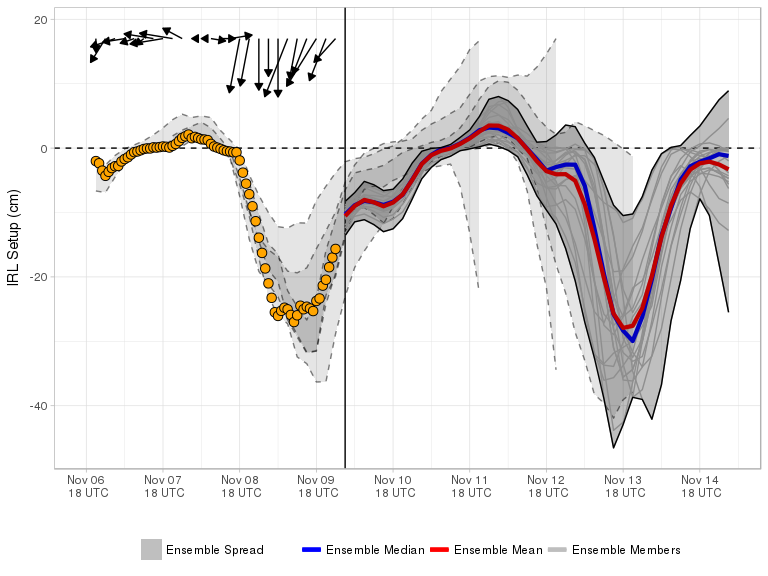 20
0
-20
-40
IRL Setup (cm)
Nov 06 Nov 07 Nov 08 Nov 09 Nov 10 Nov 11 Nov 12 Nov 13 Nov 14
18 UTC 18 UTC 18 UTC 18 UTC 18 UTC 18 UTC 18 UTC 18 UTC 18 UTC
Ensemble Spread Ensemble Median Ensemble Mean Ensemble Members